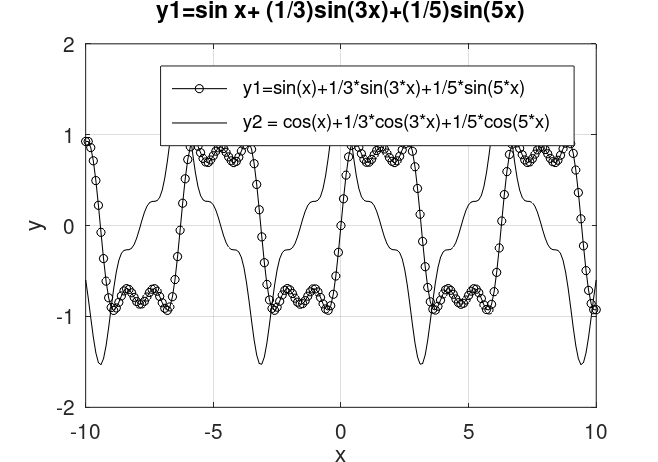 y1=sin x+ (1/3)sin(3x)+(1/5)sin(5x)
2
y1=sin(x)+1/3*sin(3*x)+1/5*sin(5*x)
y2 = cos(x)+1/3*cos(3*x)+1/5*cos(5*x)
1
0
y
-1
-2
-10 -5 0 5 10
x